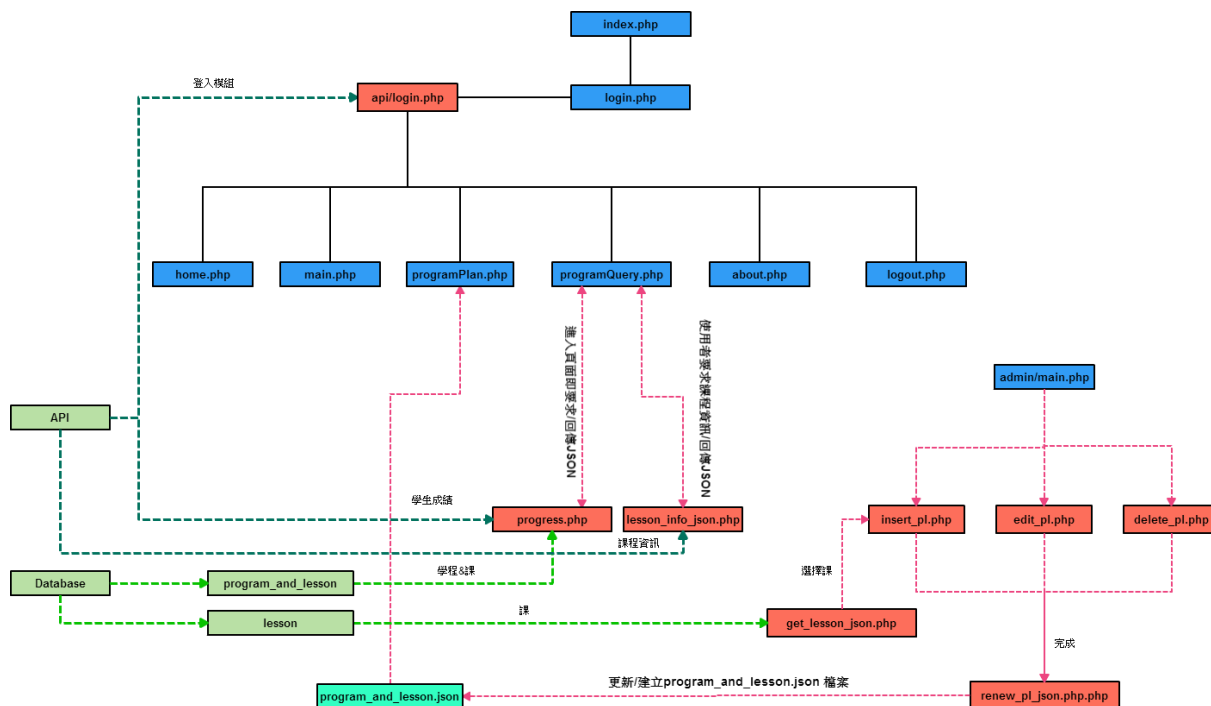 index.php
登入模組
api/login.php
login.php
home.php
main.php
programPlan.php
programQuery.php
about.php
logout.php
進入頁面即要求/回傳JSON
使用者要求課程資訊/回傳JSON
admin/main.php
API
學生成績
progress.php
lesson_info_json.php
insert_pl.php
edit_pl.php
delete_pl.php
課程資訊
Database
program_and_lesson
學程&課
選擇課
lesson
課
get_lesson_json.php
完成
program_and_lesson.json
更新/建立program_and_lesson.json 檔案
renew_pl_json.php.php